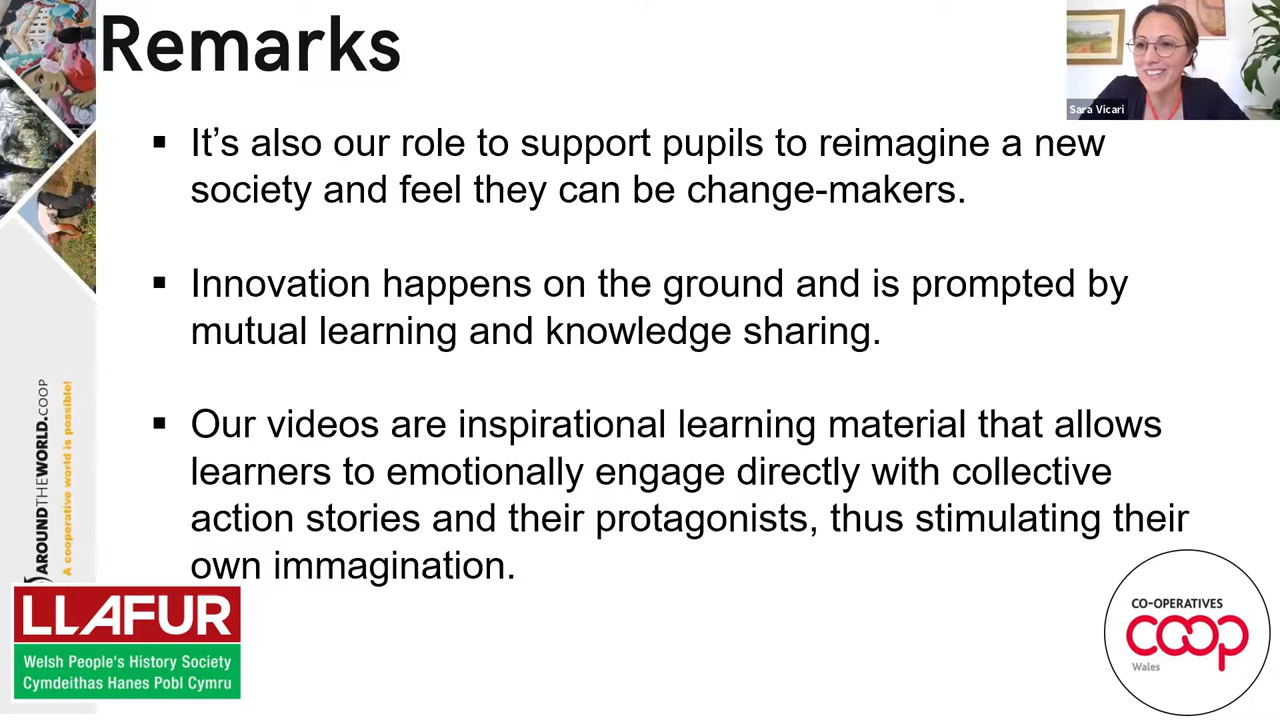 Remarks
Sara Vicari
▪ It’s also our role to support pupils to reimagine a new
society and feel they can be change-makers.
▪ Innovation happens on the ground and is prompted by
mutual learning and knowledge sharing.
▪ Our videos are inspirational learning material that allows
learners to emotionally engage directly with collective
action stories and their protagonists, thus stimulating their
own immagination.
AROUNDTHEWORLD.COOP
A cooperative world is possible!
LLAFUR
Welsh People's History Society
Cymdeithas Hanes Pobl Cymru
CO-OPERATIVES
coop
Wales